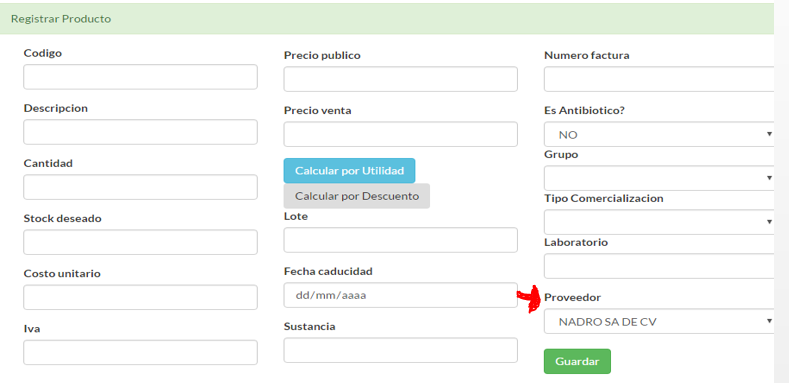 Registrar Producto
Codigo
Descripcion
Cantidad
Stock deseado
Costo unitario
Iva
Precio publico
Precio venta
Calcular por Utilidad
Calcular por Descuento
Lote
Fecha caducidad
dd/mm/aaaa
Sustancia
Numero factura
Es Antibiotico?
NO
Grupo
Tipo Comercializacion
Laboratorio
Proveedor
NADRO SA DE CV
Guardar